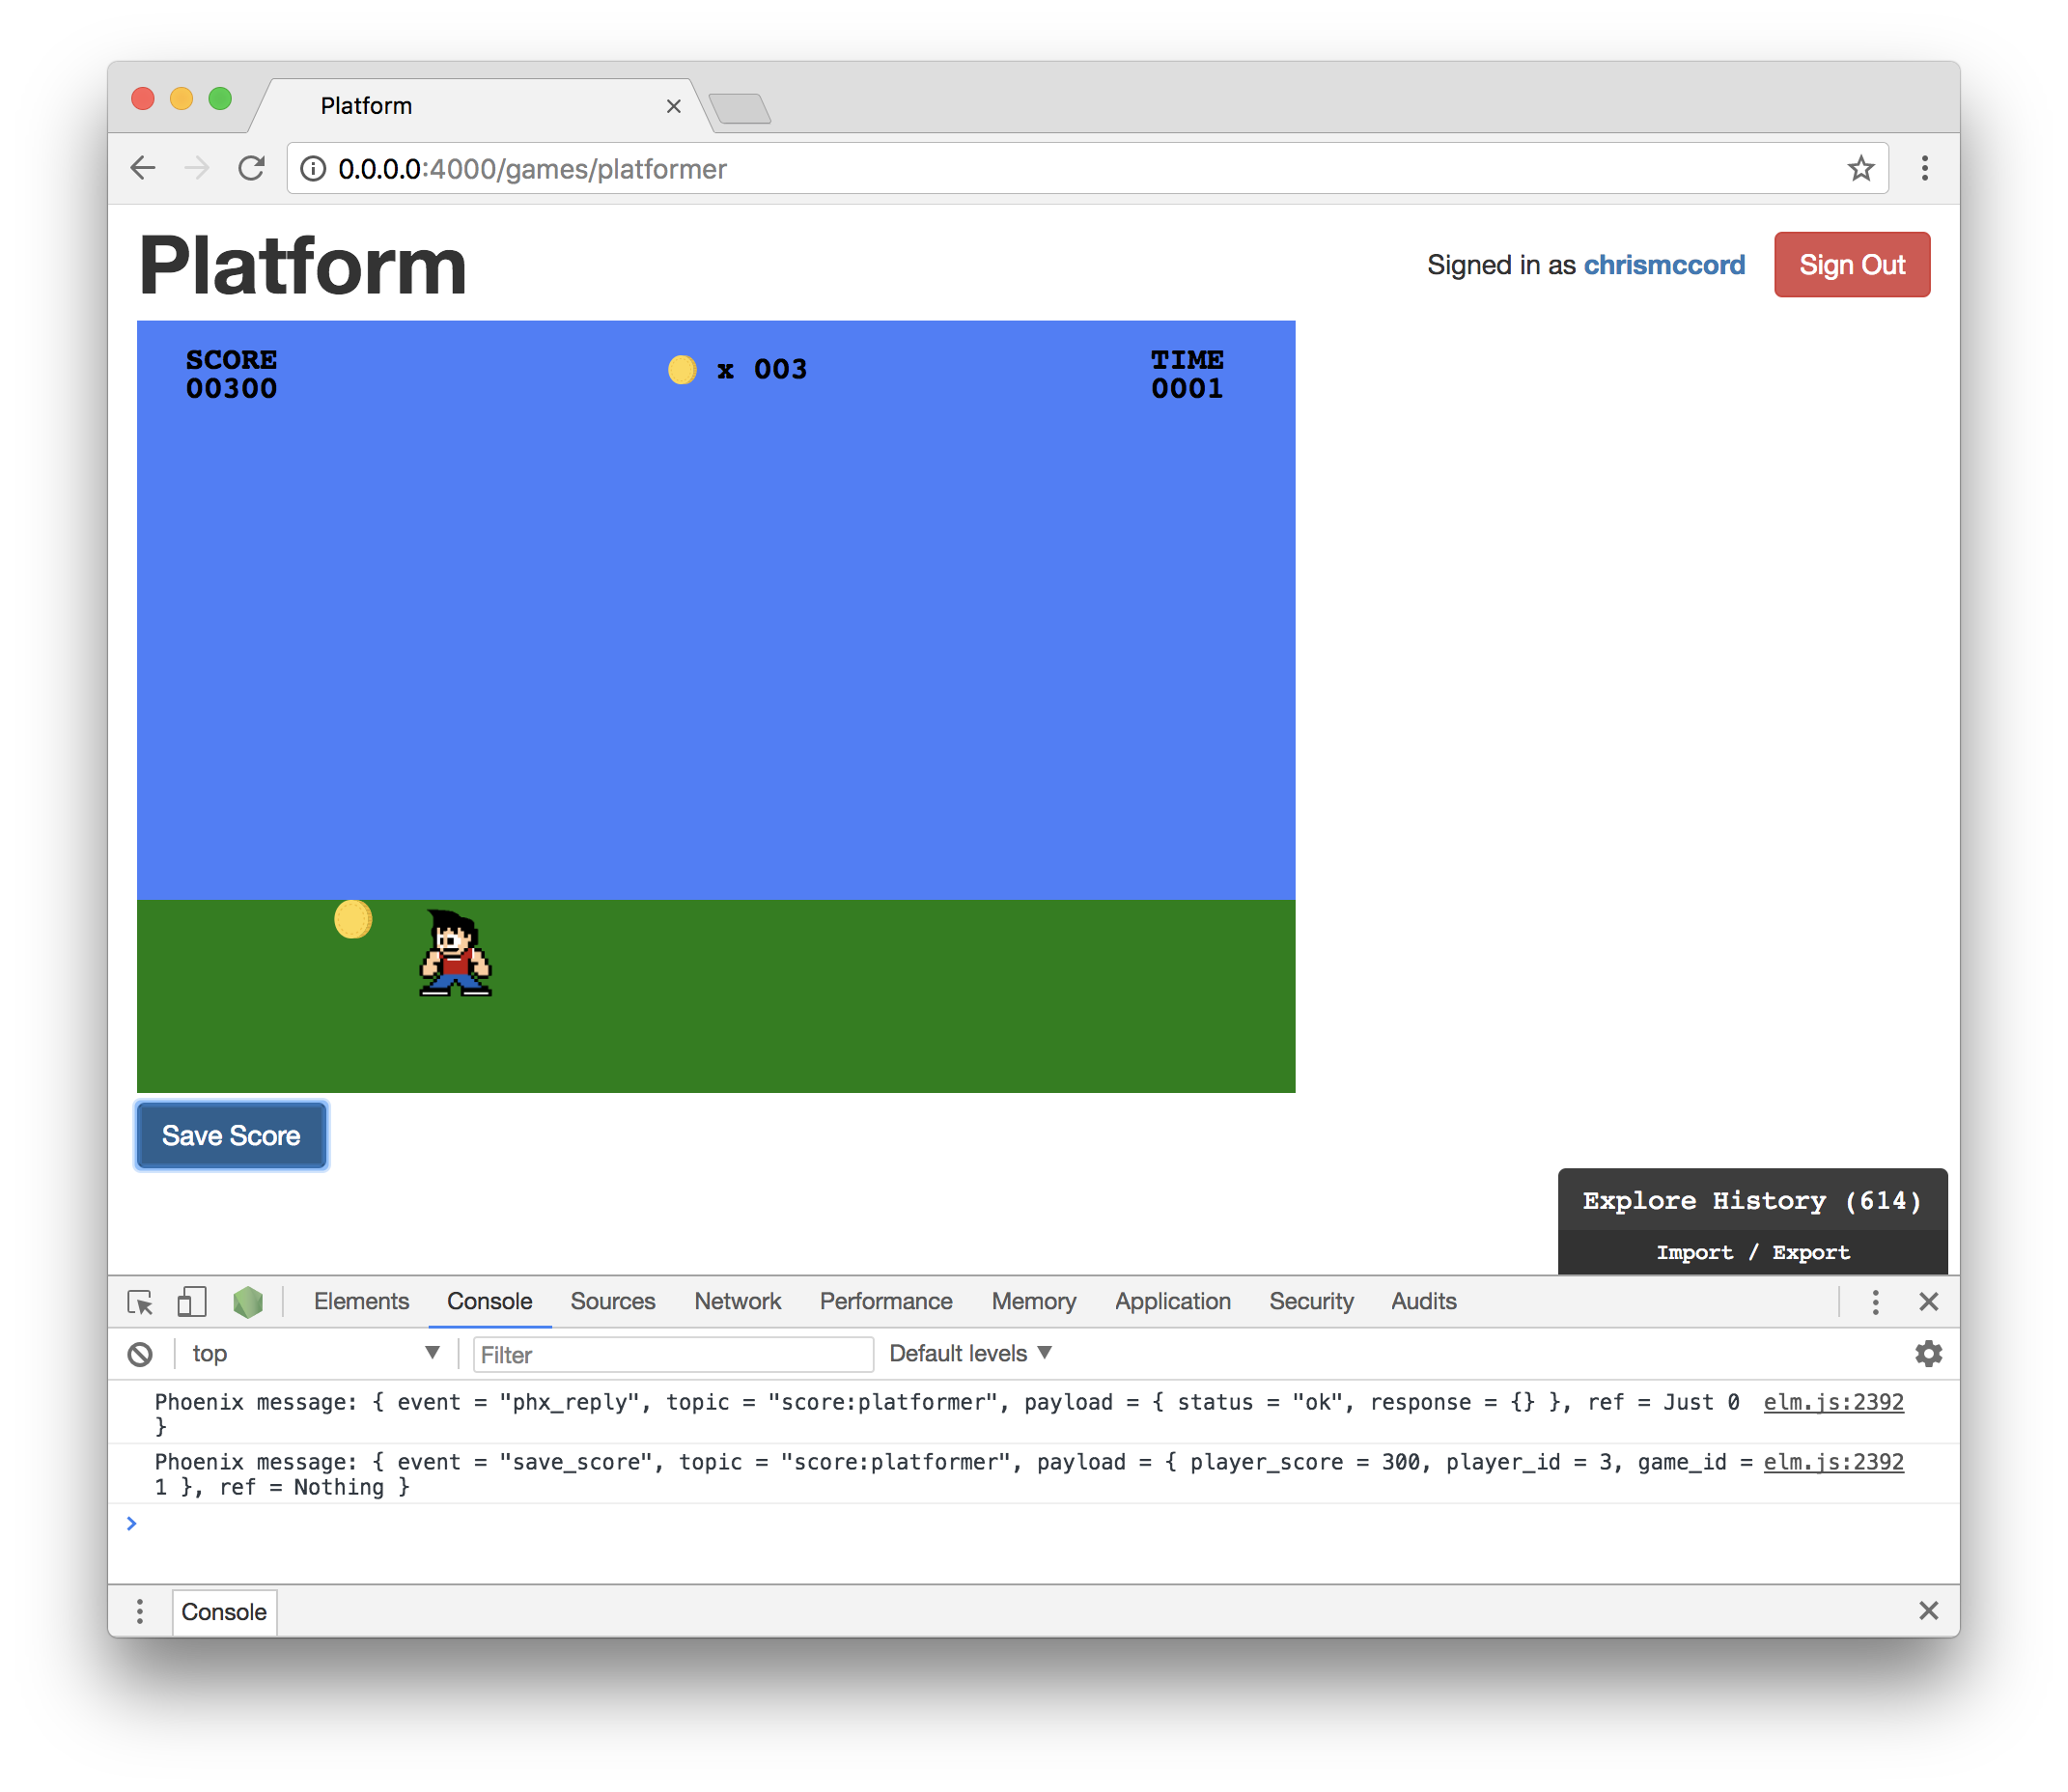 Platform
0.0.0.0:4000/games/platformer
Platform
Signed in as chrismccord
Sign Out
SCORE
00300
x 003
TIME
0001
Save Score
Explore History (614)
Import / Export
Elements Console Sources Network Performance Memory Application Security Audits
top
Filter
Default levels
Phoenix message: { event = "phx_reply", topic = "score:platformer", payload = { status = "ok", response = {} }, ref = Just 0 elm.js:2392
}
Phoenix message: { event = "save_score", topic = "score:platformer", payload = { player_score = 300, player_id = 3, game_id = elm.js:2392
1 }, ref = Nothing }
Console